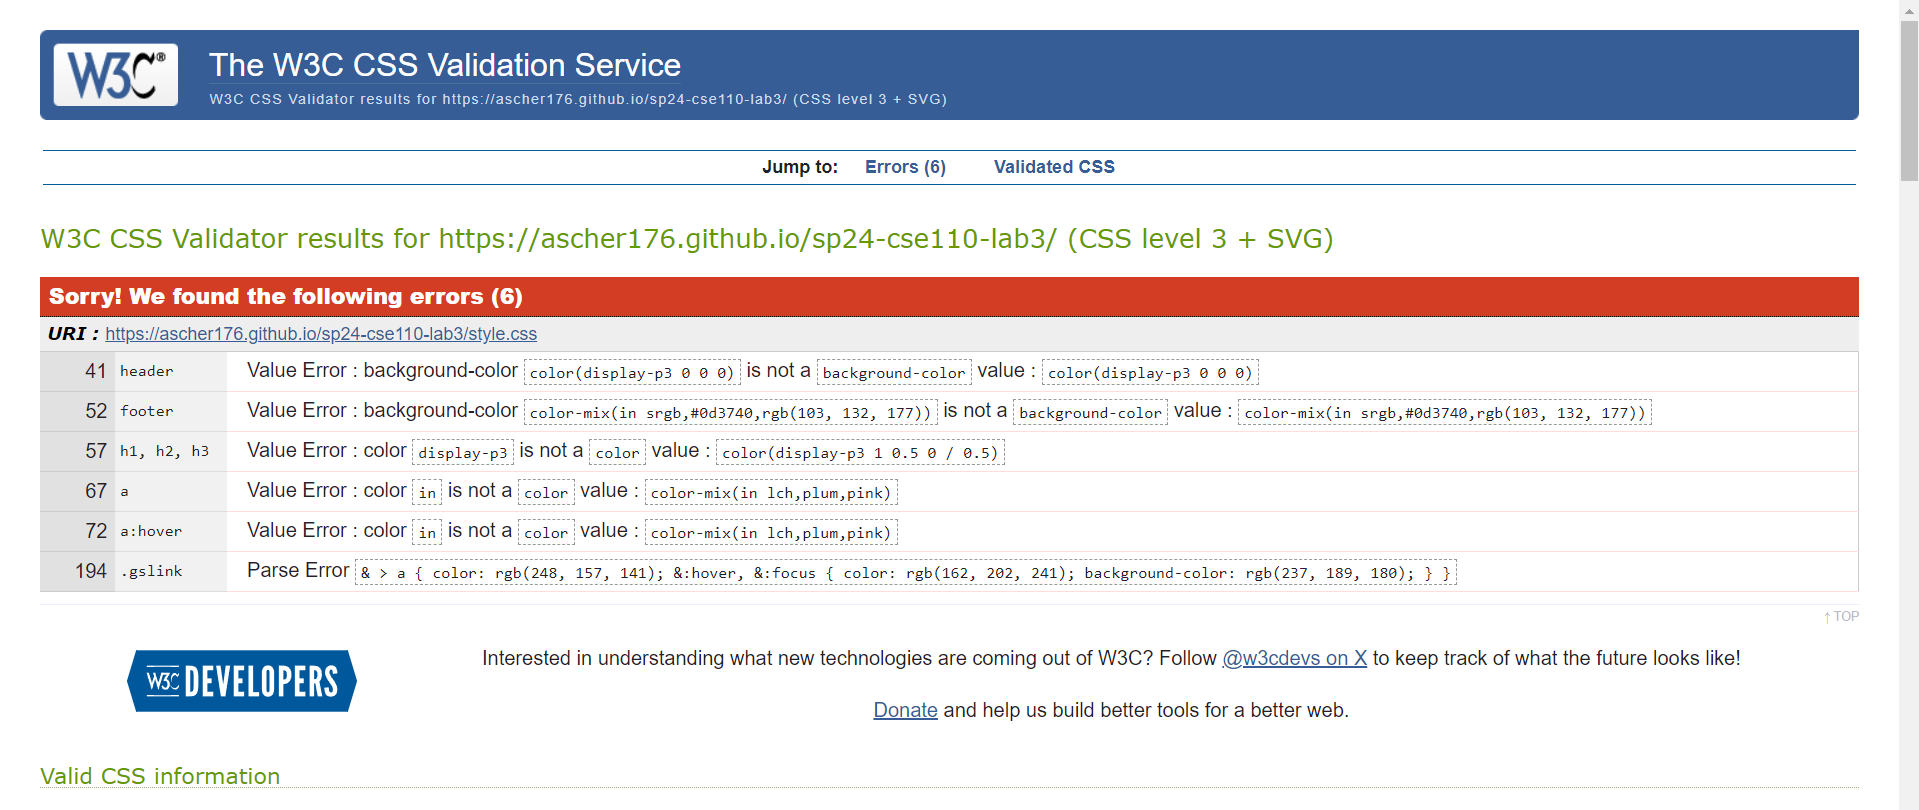 W3C®
The W3C CSS Validation Service
W3C CSS Validator results for https://ascher176.github.io/sp24-cse110-lab3/ (CSS level 3 + SVG)
Jump to: Errors (6) Validated CSS
W3C CSS Validator results for https://ascher176.github.io/sp24-cse110-lab3/ (CSS level 3 + SVG)
Sorry! We found the following errors (6)
URI : https://ascher176.github.io/sp24-cse110-lab3/style.css
41 header Value Error : background-color color(display-p3 0 0 0) is not a background-color value : color(display-p3 0 0 0)
52 footer Value Error : background-color color-mix(in srgb,#0d3740,rgb(103, 132, 177)) is not a background-color value : color-mix(in srgb,#0d3740,rgb(103, 132, 177))
57 h1, h2, h3 Value Error : color display-p3 is not a color value : color(display-p3 1 0.5 0 / 0.5)
67 a Value Error : color in is not a color value : color-mix(in lch,plum,pink)
72 a:hover Value Error : color in is not a color value : color-mix(in lch,plum,pink)
194 .gslink Parse Error & > a { color: rgb(248, 157, 141); &:hover, &:focus { color: rgb(162, 202, 241); background-color: rgb(237, 189, 180); } }
↑ TOP
W3C DEVELOPERS
Interested in understanding what new technologies are coming out of W3C? Follow @w3cdevs on X to keep track of what the future looks like!
Donate and help us build better tools for a better web.
Valid CSS information